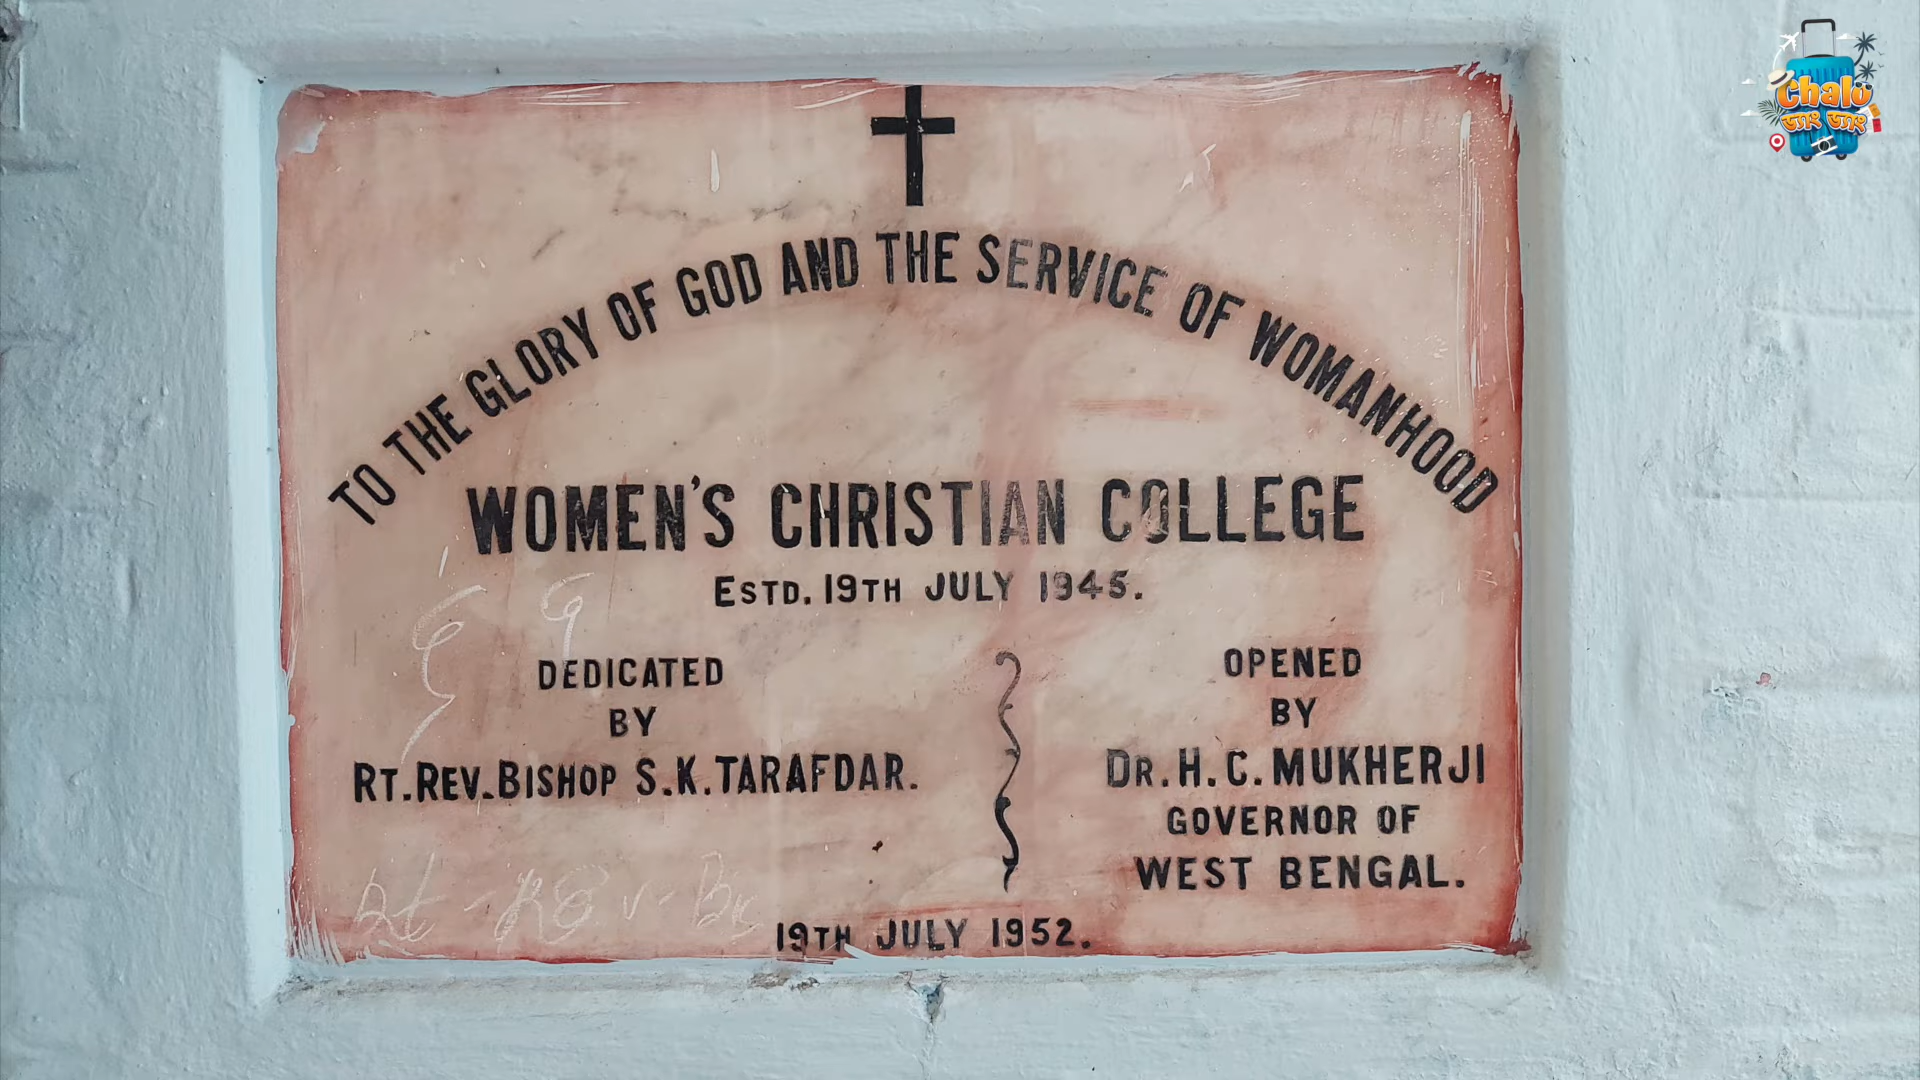 TO THE GLORY OF GOD AND THE SERVICE OF WOMANHOOD
WOMEN'S CHRISTIAN COLLEGE
ESTD. 19TH JULY 1945.
DEDICATED
BY
RT. REV. BISHOP S.K. TARAFDAR.
OPENED
BY
DR. H. C. MUKHERJI
GOVERNOR OF
WEST BENGAL.
19TH JULY 1952.
Chalo
ড্যাং ড্যাং